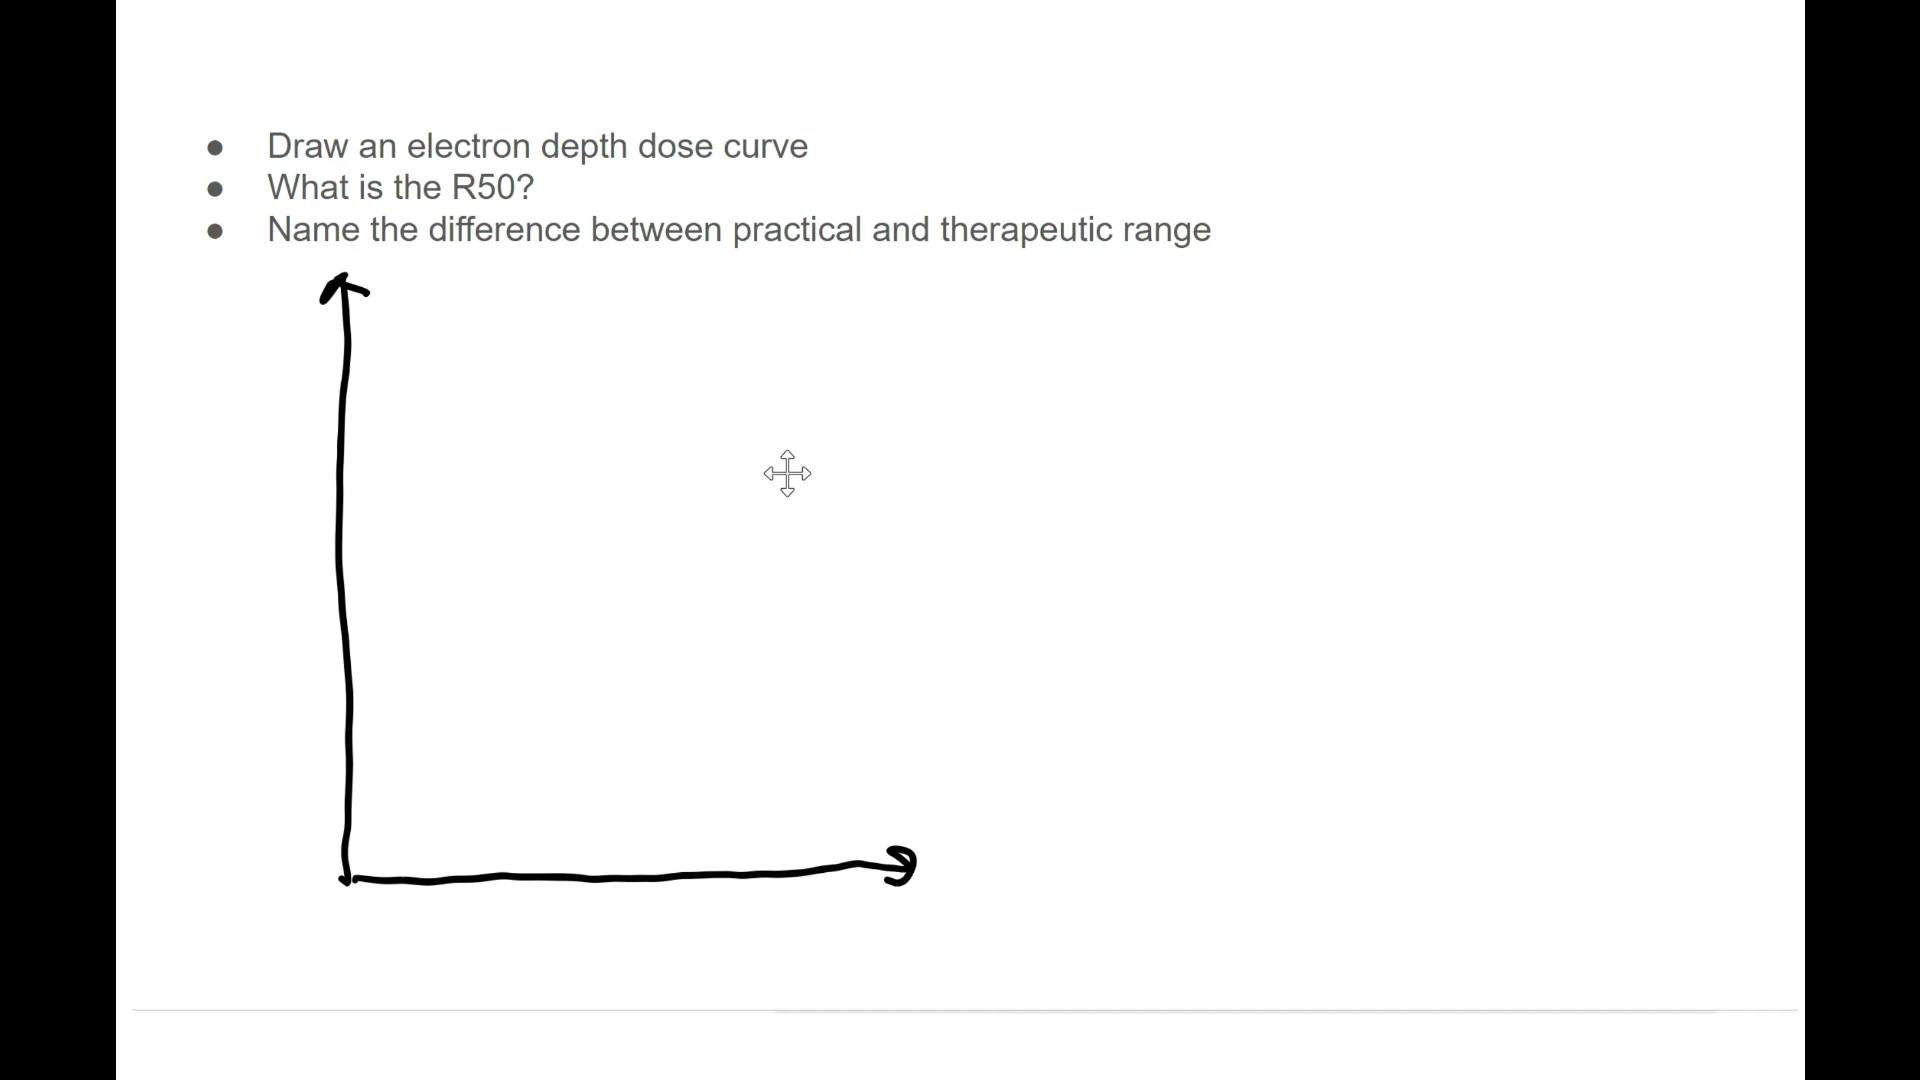 ● Draw an electron depth dose curve
● What is the R50?
● Name the difference between practical and therapeutic range